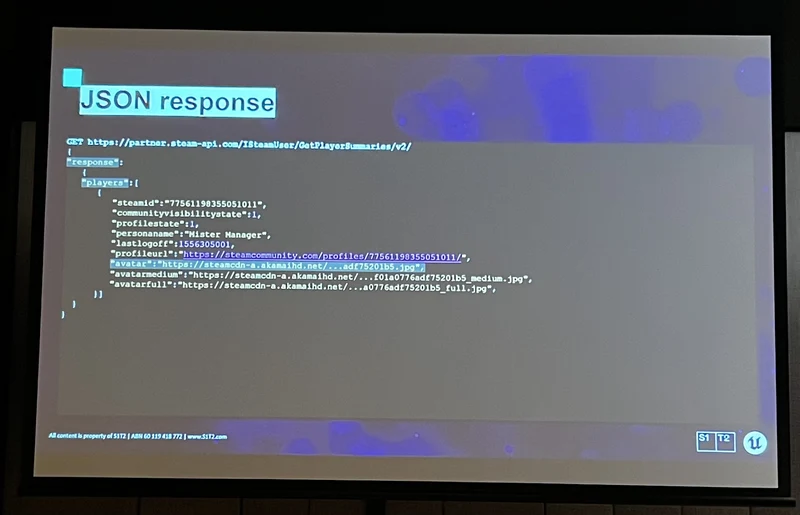 JSON response
GET https://partner.steam-api.com/ISteamUser/GetPlayerSummaries/v2/
{
"response":
{
"players":[
{
"steamid":"77561198355051011",
"communityvisibilitystate":1,
"profilestate":1,
"personaname":"Mister Manager",
"lastlogoff":1556305001,
"profileurl":"https://steamcommunity.com/profiles/77561198355051011/",
"avatar":"https://steamcdn-a.akamaihd.net/...adf75201b5.jpg",
"avatarmedium":"https://steamcdn-a.akamaihd.net/...f01a0776adf75201b5_medium.jpg",
"avatarfull":"https://steamcdn-a.akamaihd.net/...a0776adf75201b5_full.jpg",
}]
}
}
All content is property of S1T2 | ABN 60 119 418 772 | www.S1T2.com
S1 T2